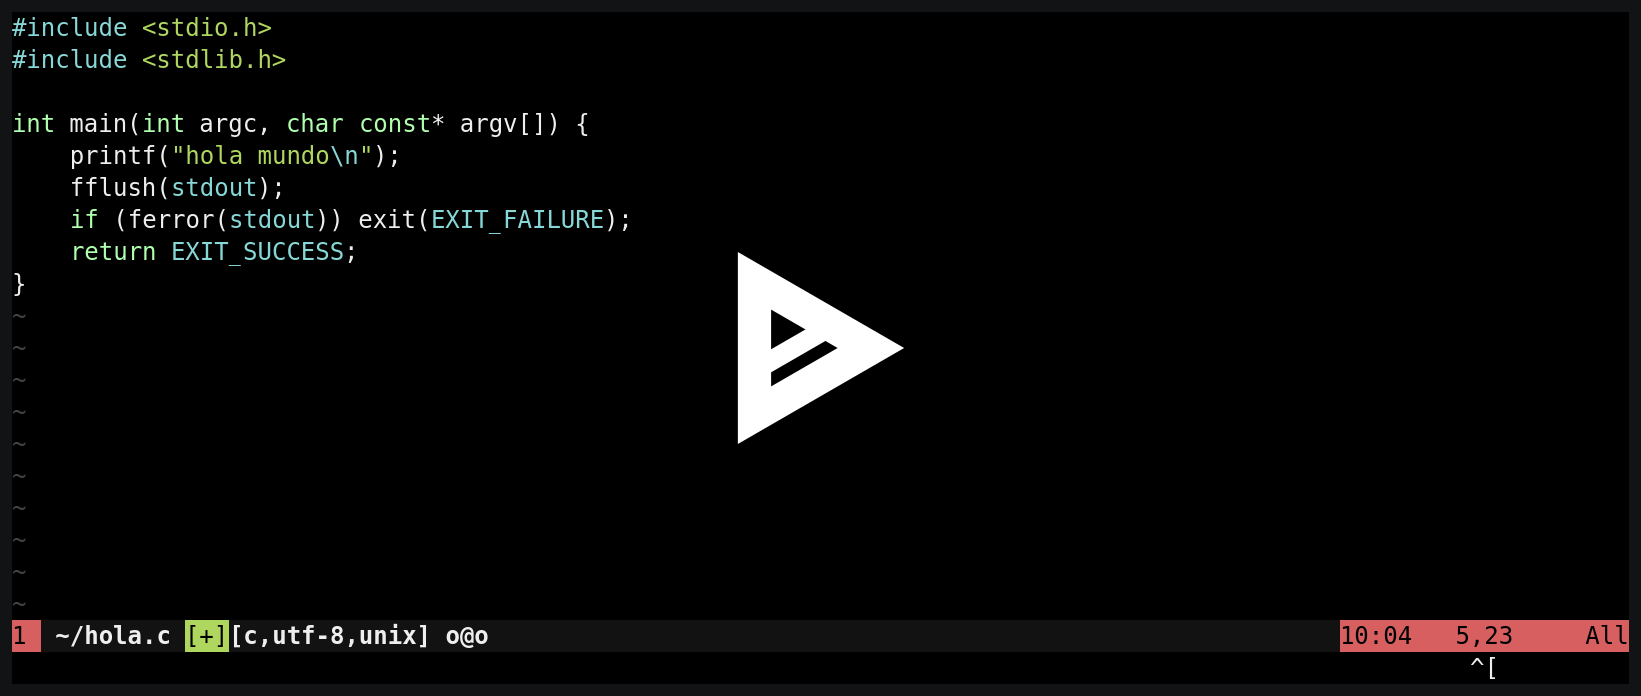 #include <stdio.h>
#include <stdlib.h>
int main(int argc, char const* argv[]) {
    printf("hola mundo\n");
    fflush(stdout);
    if (ferror(stdout)) exit(EXIT_FAILURE);
    return EXIT_SUCCESS;
}
~
~
~
~
~
~
~
~
~
~
1  ~/hola.c [+][c,utf-8,unix] o@o 10:04   5,23     All
^[